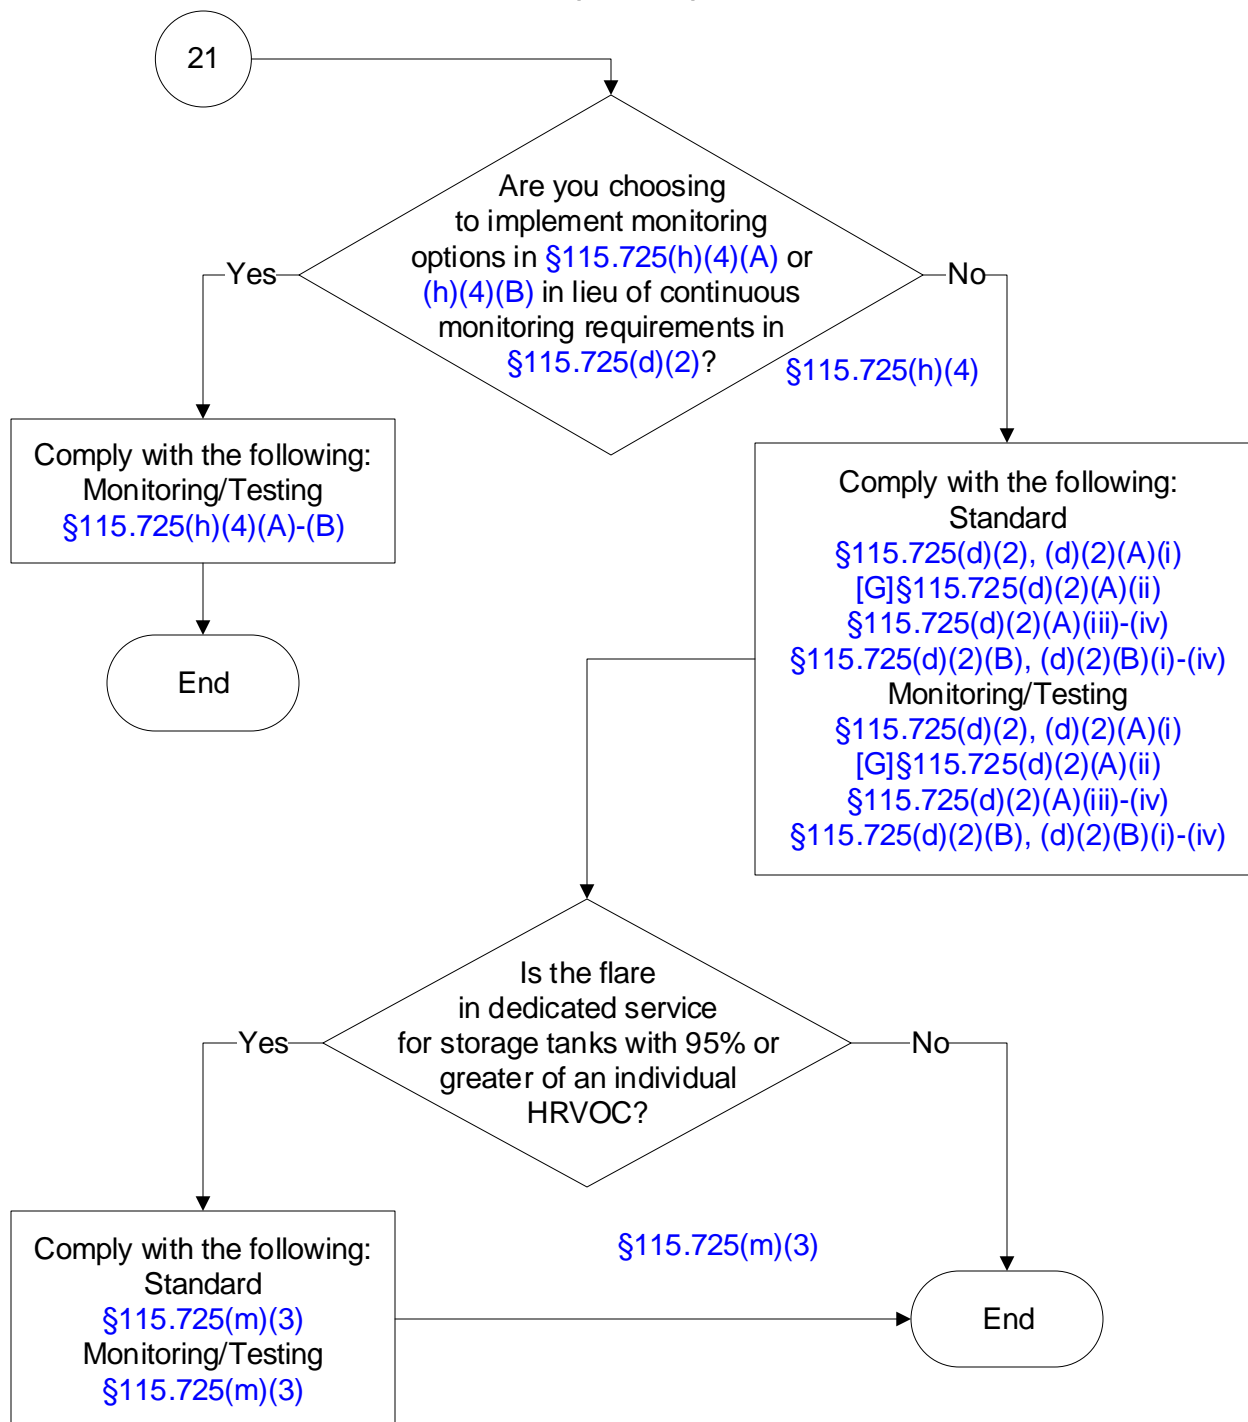 21
Are you choosing
to implement monitoring
options in §115.725(h)(4)(A) or
(h)(4)(B) in lieu of continuous
monitoring requirements in
§115.725(d)(2)?
Yes
No
§115.725(h)(4)
Comply with the following:
Monitoring/Testing
§115.725(h)(4)(A)-(B)
End
Comply with the following:
Standard
§115.725(d)(2), (d)(2)(A)(i)
[G]§115.725(d)(2)(A)(ii)
§115.725(d)(2)(A)(iii)-(iv)
§115.725(d)(2)(B), (d)(2)(B)(i)-(iv)
Monitoring/Testing
§115.725(d)(2), (d)(2)(A)(i)
[G]§115.725(d)(2)(A)(ii)
§115.725(d)(2)(A)(iii)-(iv)
§115.725(d)(2)(B), (d)(2)(B)(i)-(iv)
Is the flare
in dedicated service
for storage tanks with 95% or
greater of an individual
HRVOC?
Yes
No
§115.725(m)(3)
Comply with the following:
Standard
§115.725(m)(3)
Monitoring/Testing
§115.725(m)(3)
End